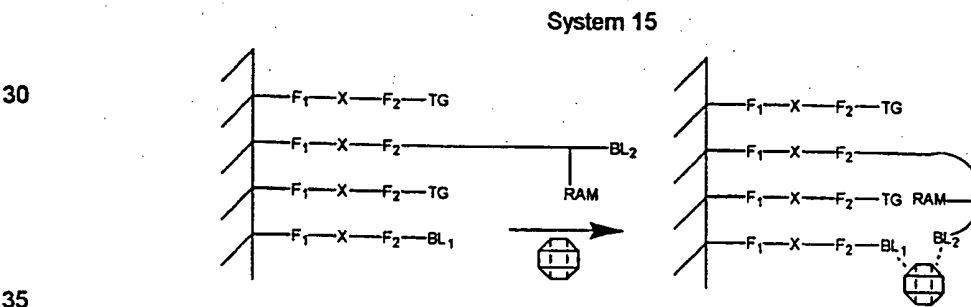 System 15
30
F₁—X—F₂—TG
F₁—X—F₂ BL₂
RAM
F₁—X—F₂—TG
F₁—X—F₂—BL₁
F₁—X—F₂—TG
F₁—X—F₂
F₁—X—F₂—TG RAM
F₁—X—F₂—BL₁ BL₂
35